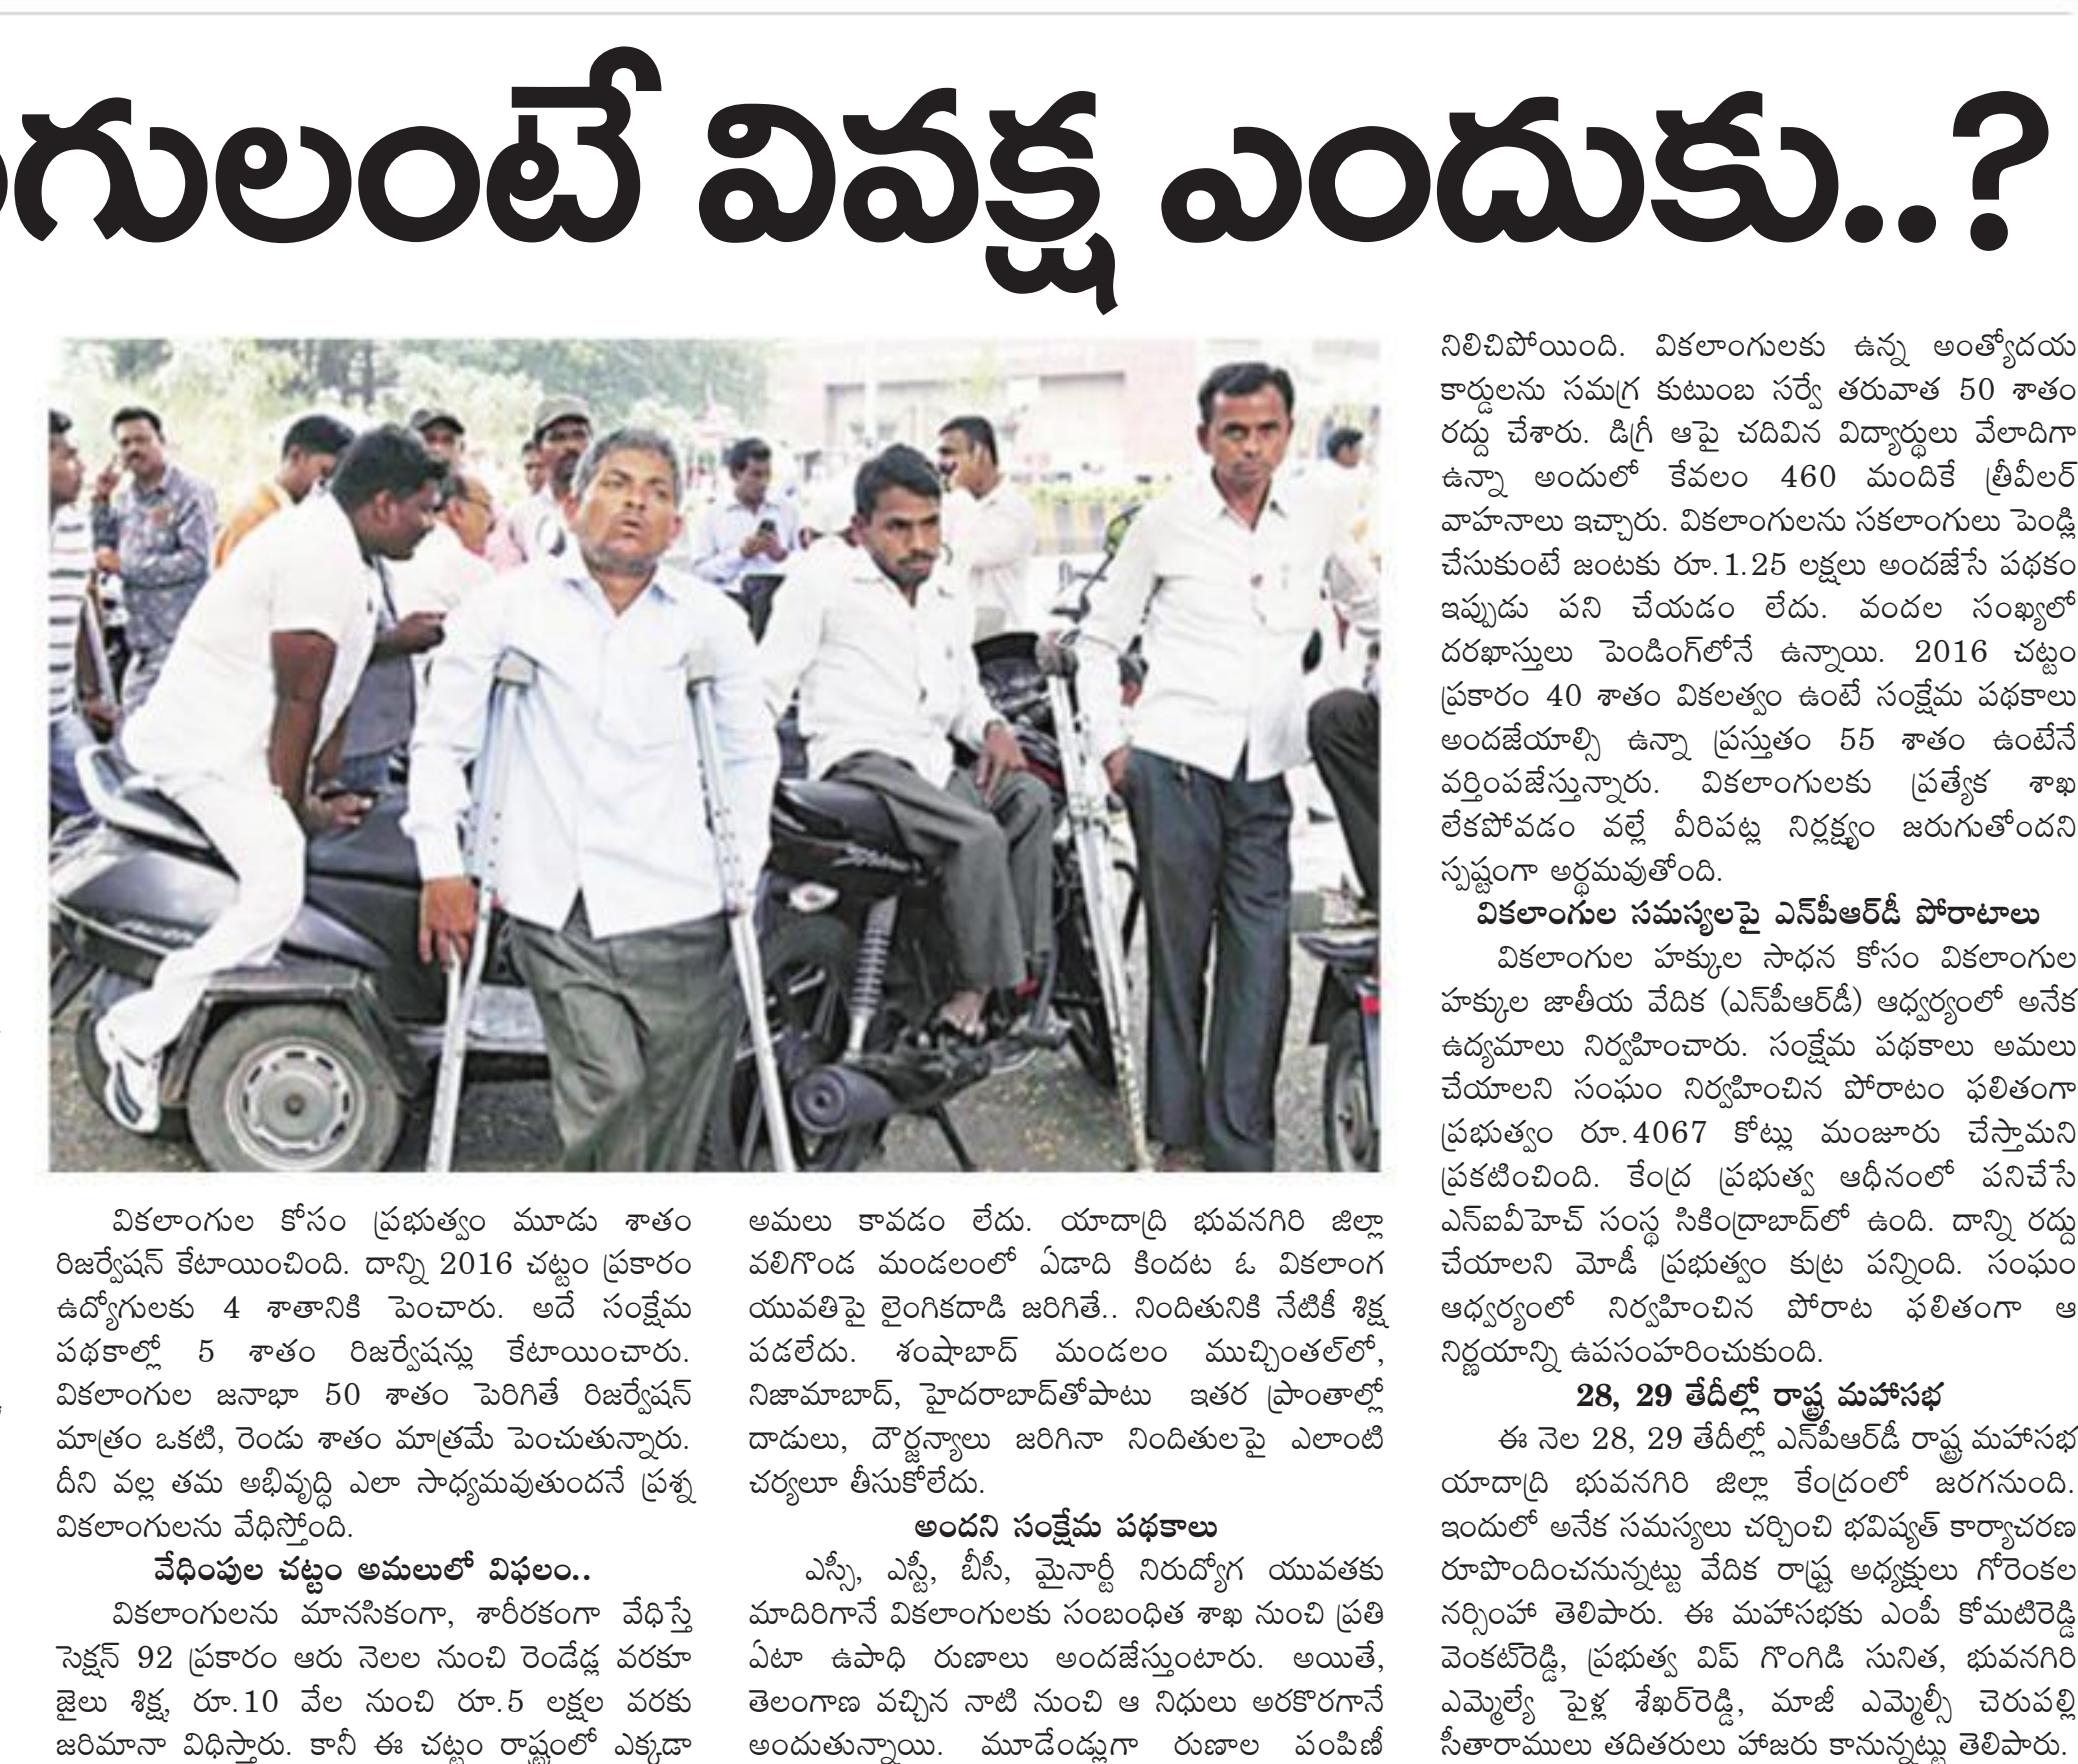 గులంటే వివక్ష ఎందుకు..?
వికలాంగుల కోసం ప్రభుత్వం మూడు శాతం
రిజర్వేషన్ కేటాయించింది. దాన్ని 2016 చట్టం ప్రకారం
ఉద్యోగులకు 4 శాతానికి పెంచారు. అదే సంక్షేమ
పథకాల్లో 5 శాతం రిజర్వేషన్లు కేటాయించారు.
వికలాంగుల జనాభా 50 శాతం పెరిగితే రిజర్వేషన్
మాత్రం ఒకటి, రెండు శాతం మాత్రమే పెంచుతున్నారు.
దీని వల్ల తమ అభివృద్ధి ఎలా సాధ్యమవుతుందనే ప్రశ్న
వికలాంగులను వేధిస్తోంది.
వేధింపుల చట్టం అమలులో విఫలం..
వికలాంగులను మానసికంగా, శారీరకంగా వేధిస్తే
సెక్షన్ 92 ప్రకారం ఆరు నెలల నుంచి రెండేడ్ల వరకూ
జైలు శిక్ష, రూ.10 వేల నుంచి రూ.5 లక్షల వరకు
జరిమానా విధిస్తారు. కానీ ఈ చట్టం రాష్ట్రంలో ఎక్కడా
అమలు కావడం లేదు. యాదాద్రి భువనగిరి జిల్లా
వలిగొండ మండలంలో ఏడాది కిందట ఓ వికలాంగ
యువతిపై లైంగికదాడి జరిగితే.. నిందితునికి నేటికీ శిక్ష
పడలేదు. శంషాబాద్ మండలం ముచ్చింతల్‌లో,
నిజామాబాద్, హైదరాబాద్‌తోపాటు ఇతర ప్రాంతాల్లో
దాడులు, దౌర్జన్యాలు జరిగినా నిందితులపై ఎలాంటి
చర్యలూ తీసుకోలేదు.
అందని సంక్షేమ పథకాలు
ఎస్సీ, ఎస్టీ, బీసీ, మైనార్టీ నిరుద్యోగ యువతకు
మాదిరిగానే వికలాంగులకు సంబంధిత శాఖ నుంచి ప్రతి
ఏటా ఉపాధి రుణాలు అందజేస్తుంటారు. అయితే,
తెలంగాణ వచ్చిన నాటి నుంచి ఆ నిధులు అరకొరగానే
అందుతున్నాయి. మూడేండ్లుగా రుణాల పంపిణీ
నిలిచిపోయింది. వికలాంగులకు ఉన్న అంత్యోదయ
కార్డులను సమగ్ర కుటుంబ సర్వే తరువాత 50 శాతం
రద్దు చేశారు. డిగ్రీ ఆపై చదివిన విద్యార్థులు వేలాదిగా
ఉన్నా అందులో కేవలం 460 మందికే త్రీవీలర్
వాహనాలు ఇచ్చారు. వికలాంగులను సకలాంగులు పెండ్లి
చేసుకుంటే జంటకు రూ.1.25 లక్షలు అందజేసే పథకం
ఇప్పుడు పని చేయడం లేదు. వందల సంఖ్యలో
దరఖాస్తులు పెండింగ్‌లోనే ఉన్నాయి. 2016 చట్టం
ప్రకారం 40 శాతం వికలత్వం ఉంటే సంక్షేమ పథకాలు
అందజేయాల్సి ఉన్నా ప్రస్తుతం 55 శాతం ఉంటేనే
వర్తింపజేస్తున్నారు. వికలాంగులకు ప్రత్యేక శాఖ
లేకపోవడం వల్లే వీరిపట్ల నిర్లక్ష్యం జరుగుతోందని
స్పష్టంగా అర్థమవుతోంది.
వికలాంగుల సమస్యలపై ఎన్‌పీఆర్‌డీ పోరాటాలు
వికలాంగుల హక్కుల సాధన కోసం వికలాంగుల
హక్కుల జాతీయ వేదిక (ఎన్‌పీఆర్‌డీ) ఆధ్వర్యంలో అనేక
ఉద్యమాలు నిర్వహించారు. సంక్షేమ పథకాలు అమలు
చేయాలని సంఘం నిర్వహించిన పోరాటం ఫలితంగా
ప్రభుత్వం రూ.4067 కోట్లు మంజూరు చేస్తామని
ప్రకటించింది. కేంద్ర ప్రభుత్వ ఆధీనంలో పనిచేసే
ఎన్‌ఐవీహెచ్ సంస్థ సికింద్రాబాద్‌లో ఉంది. దాన్ని రద్దు
చేయాలని మోడీ ప్రభుత్వం కుట్ర పన్నింది. సంఘం
ఆధ్వర్యంలో నిర్వహించిన పోరాట ఫలితంగా ఆ
నిర్ణయాన్ని ఉపసంహరించుకుంది.
28, 29 తేదీల్లో రాష్ట్ర మహాసభ
ఈ నెల 28, 29 తేదీల్లో ఎన్‌పీఆర్‌డీ రాష్ట్ర మహాసభ
యాదాద్రి భువనగిరి జిల్లా కేంద్రంలో జరగనుంది.
ఇందులో అనేక సమస్యలు చర్చించి భవిష్యత్ కార్యాచరణ
రూపొందించనున్నట్టు వేదిక రాష్ట్ర అధ్యక్షులు గోరెంకల
నర్సింహా తెలిపారు. ఈ మహాసభకు ఎంపీ కోమటిరెడ్డి
వెంకట్‌రెడ్డి, ప్రభుత్వ విప్ గొంగిడి సునిత, భువనగిరి
ఎమ్మెల్యే పైళ్ల శేఖర్‌రెడ్డి, మాజీ ఎమ్మెల్సీ చెరుపల్లి
సీతారాములు తదితరులు హాజరు కానున్నట్టు తెలిపారు.